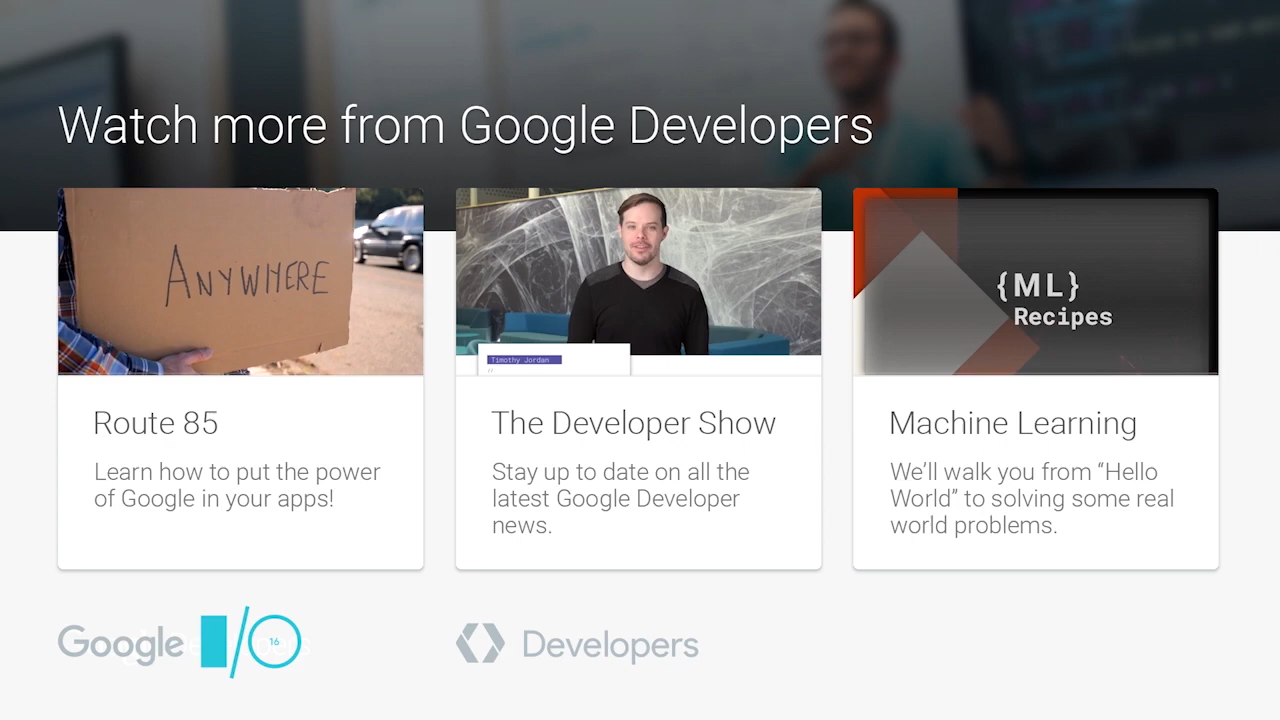 Watch more from Google Developers
ANYWHERE
Timothy Jordan
//
{ML}
Recipes
Route 85
Learn how to put the power
of Google in your apps!
The Developer Show
Stay up to date on all the
latest Google Developer
news.
Machine Learning
We’ll walk you from “Hello
World” to solving some real
world problems.
Google I/O 16
Developers